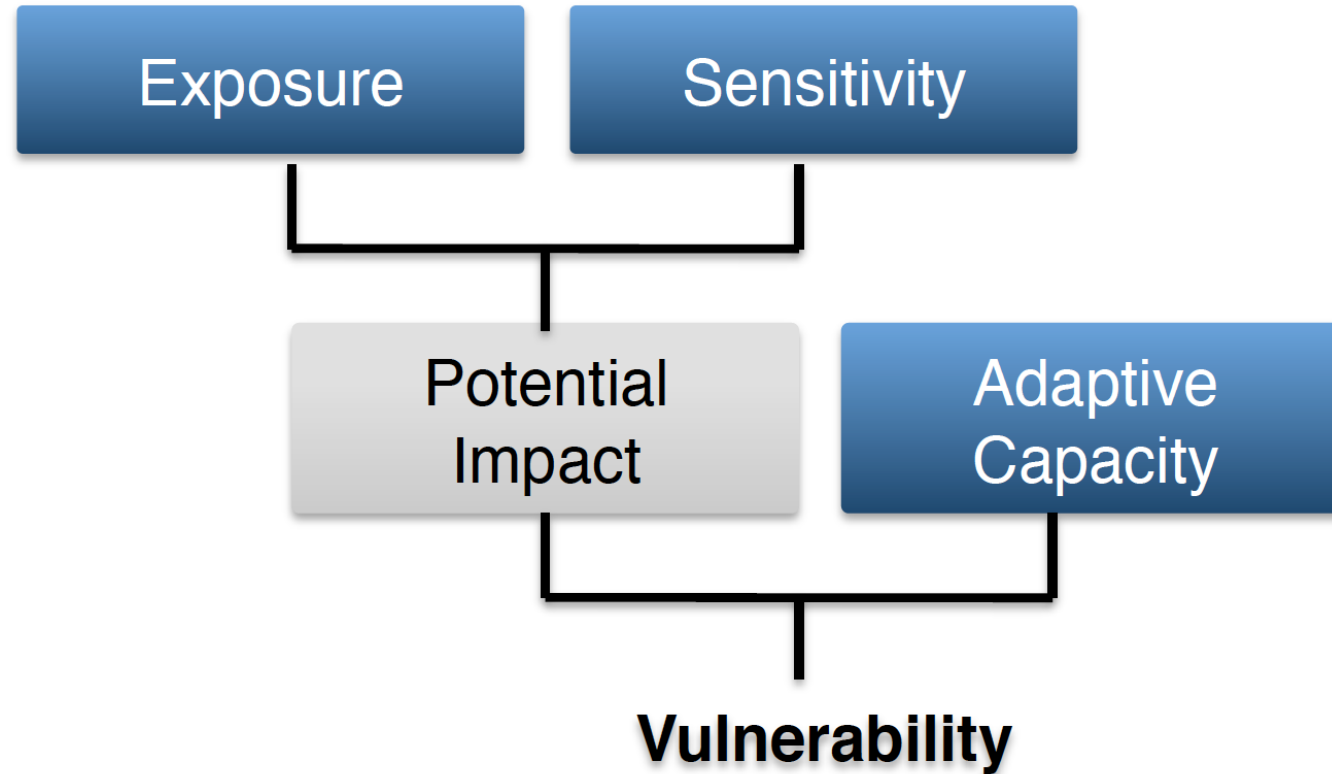 Exposure
Sensitivity
Potential
Impact
Adaptive
Capacity
Vulnerability